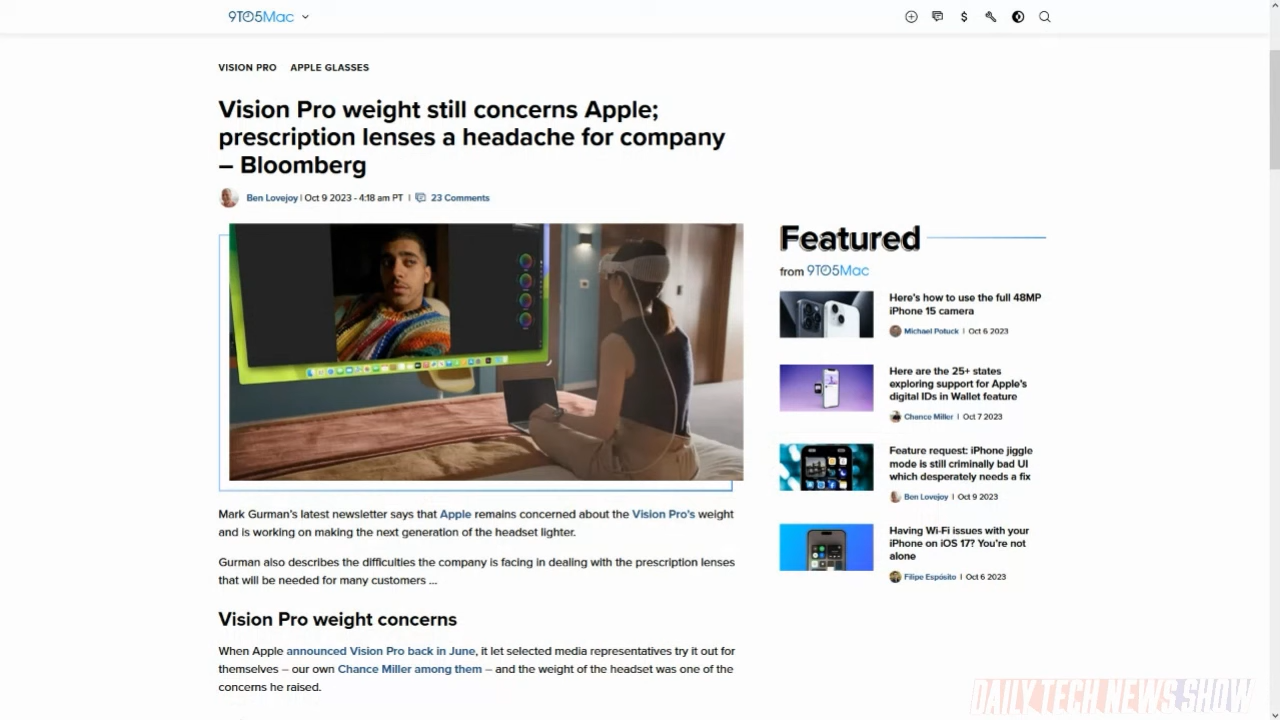 9TO5Mac
VISION PRO APPLE GLASSES
Vision Pro weight still concerns Apple;
prescription lenses a headache for company
– Bloomberg
Ben Lovejoy | Oct 9 2023 - 4:18 am PT | 23 Comments
Mark Gurman's latest newsletter says that Apple remains concerned about the Vision Pro's weight
and is working on making the next generation of the headset lighter.
Gurman also describes the difficulties the company is facing in dealing with the prescription lenses
that will be needed for many customers ...
Vision Pro weight concerns
When Apple announced Vision Pro back in June, it let selected media representatives try it out for
themselves – our own Chance Miller among them – and the weight of the headset was one of the
concerns he raised.
Featured
from 9TO5Mac
Here's how to use the full 48MP
iPhone 15 camera
Michael Potuck | Oct 6 2023
Here are the 25+ states
exploring support for Apple's
digital IDs in Wallet feature
Chance Miller | Oct 7 2023
Feature request: iPhone jiggle
mode is still criminally bad UI
which desperately needs a fix
Ben Lovejoy | Oct 9 2023
Having Wi-Fi issues with your
iPhone on iOS 17? You're not
alone
Filipe Espósito | Oct 6 2023
DAILY TECH NEWS SHOW